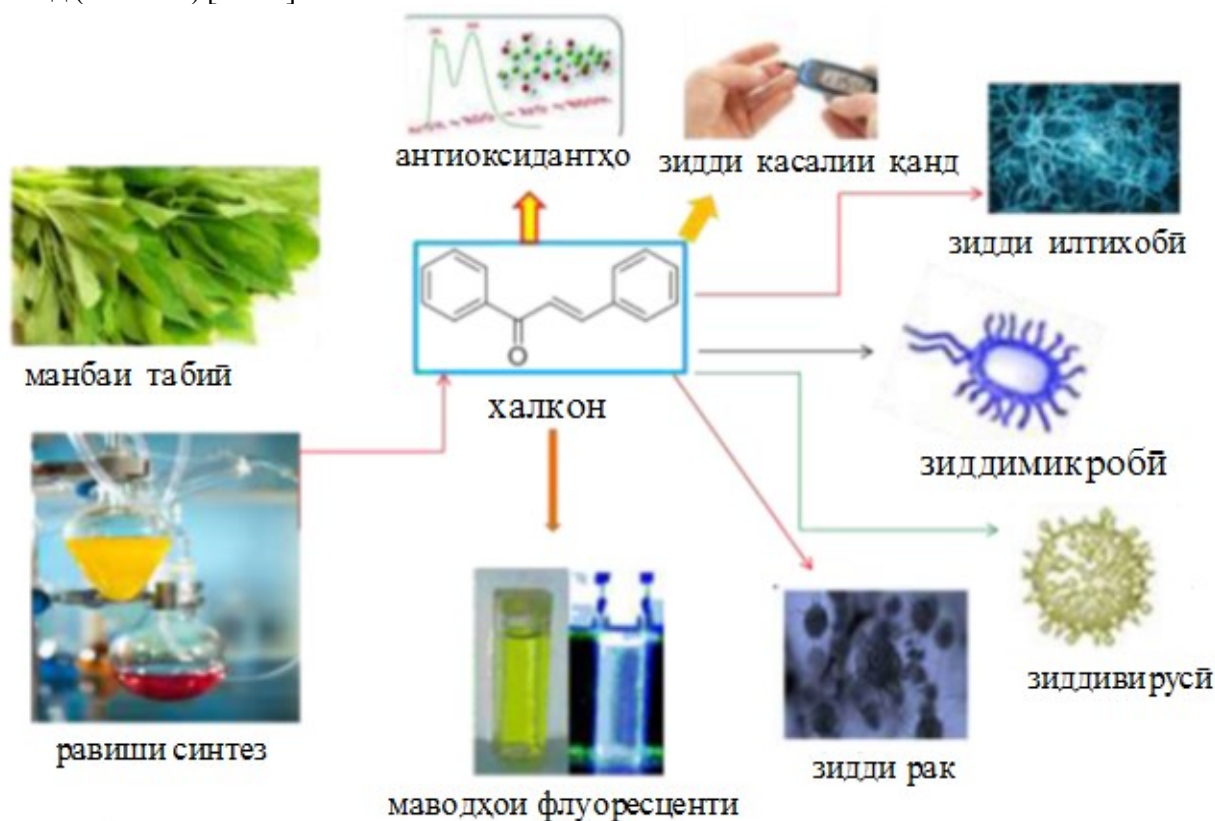 антиоксидантҳо
зидди касалии қанд
зидди илтихобӣ
манбаи табиӣ
халкон
O
зиддимикробӣ
зиддивирусӣ
равиши синтез
зидди рак
маводҳои флуоресценти